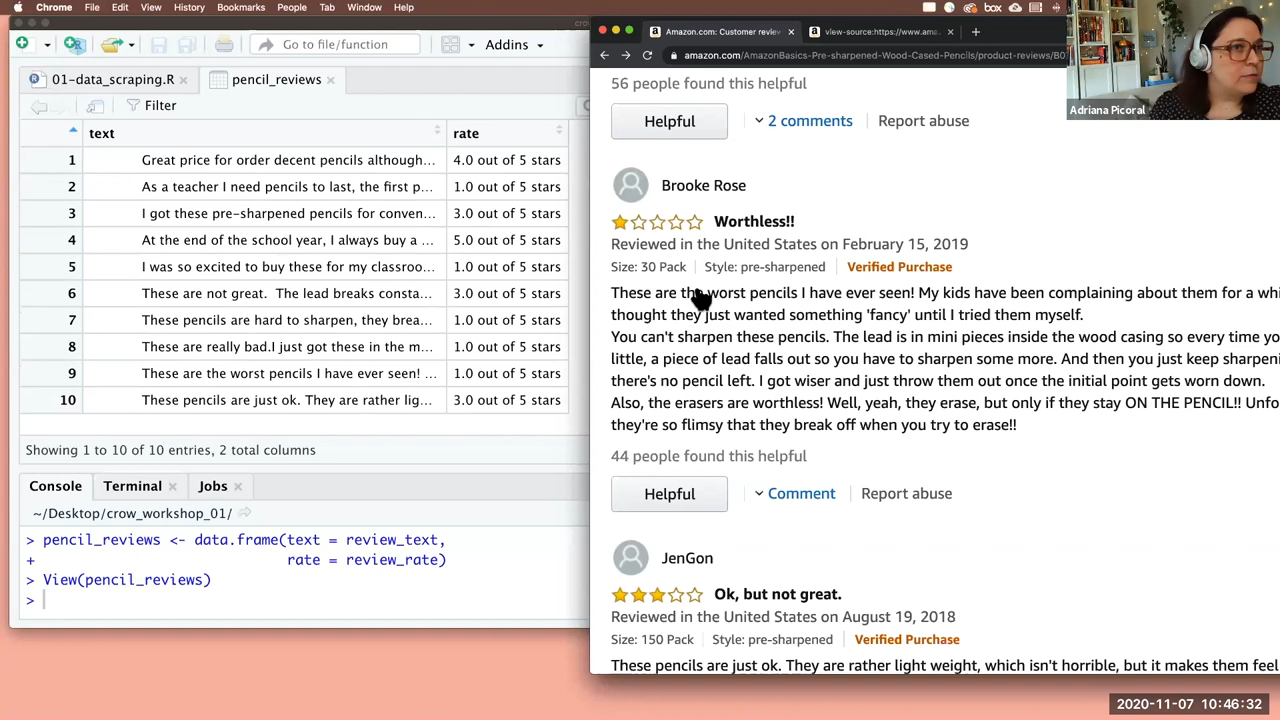 Chrome File Edit View History Bookmarks People Tab Window Help box
Go to file/function
Addins
01-data_scraping.R
pencil_reviews
Filter
text rate
1 Great price for order decent pencils although... 4.0 out of 5 stars
2 As a teacher I need pencils to last, the first p... 1.0 out of 5 stars
3 I got these pre-sharpened pencils for conven... 3.0 out of 5 stars
4 At the end of the school year, I always buy a ... 5.0 out of 5 stars
5 I was so excited to buy these for my classroo... 1.0 out of 5 stars
6 These are not great.  The lead breaks consta... 3.0 out of 5 stars
7 These pencils are hard to sharpen, they brea... 1.0 out of 5 stars
8 These are really bad.I just got these in the m... 1.0 out of 5 stars
9 These are the worst pencils I have ever seen! ... 1.0 out of 5 stars
10 These pencils are just ok. They are rather lig... 3.0 out of 5 stars
Showing 1 to 10 of 10 entries, 2 total columns
Console Terminal Jobs
~/Desktop/crow_workshop_01/
> pencil_reviews <- data.frame(text = review_text,
+ rate = review_rate)
> View(pencil_reviews)
>
Amazon.com: Customer review
view-source:https://www.ama
amazon.com/AmazonBasics-Pre-sharpened-Wood-Cased-Pencils/product-reviews/B0
Adriana Picoral
56 people found this helpful
Helpful 2 comments Report abuse
Brooke Rose
Worthless!!
Reviewed in the United States on February 15, 2019
Size: 30 Pack Style: pre-sharpened Verified Purchase
These are the worst pencils I have ever seen! My kids have been complaining about them for a whi
thought they just wanted something 'fancy' until I tried them myself.
You can't sharpen these pencils. The lead is in mini pieces inside the wood casing so every time yo
little, a piece of lead falls out so you have to sharpen some more. And then you just keep sharpeni
there's no pencil left. I got wiser and just throw them out once the initial point gets worn down.
Also, the erasers are worthless! Well, yeah, they erase, but only if they stay ON THE PENCIL!! Unfo
they're so flimsy that they break off when you try to erase!!
44 people found this helpful
Helpful Comment Report abuse
JenGon
Ok, but not great.
Reviewed in the United States on August 19, 2018
Size: 150 Pack Style: pre-sharpened Verified Purchase
These pencils are just ok. They are rather light weight, which isn't horrible, but it makes them feel
2020-11-07 10:46:32